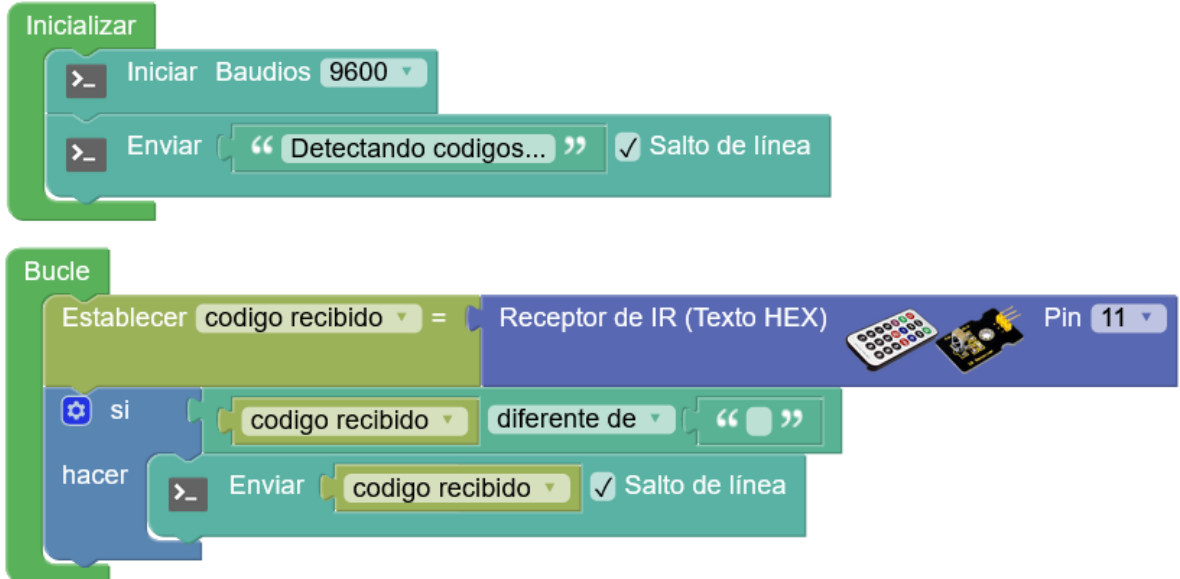 Inicializar
>_ Iniciar Baudios 9600
>_ Enviar “ Detectando codigos... ” ✓ Salto de línea
Bucle
Establecer codigo recibido = Receptor de IR (Texto HEX) Pin 11
si codigo recibido diferente de “ ”
hacer >_ Enviar codigo recibido ✓ Salto de línea